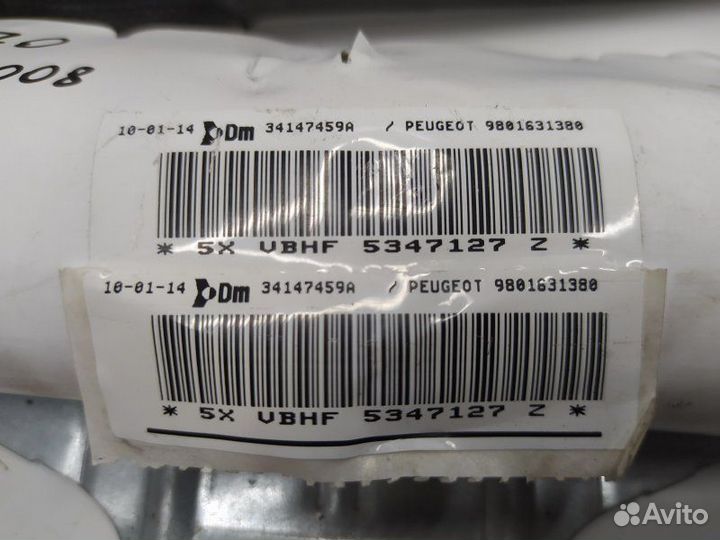 008
10-01-14 Dm 34147459A / PEUGEOT 9801631380
* 5X VBHF 5347127 Z *
10-01-14 Dm 34147459A / PEUGEOT 9801631380
* 5X VBHF 5347127 Z *
Avito